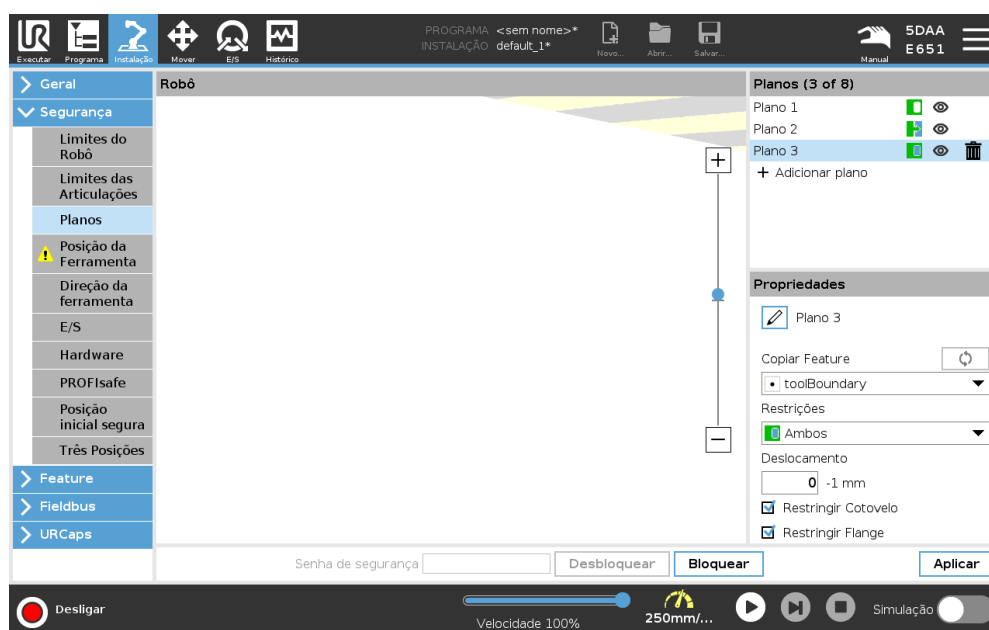 PROGRAMA <sem nome>*
INSTALAÇÃO default_1*
UR
Executar Programa Instalação Mover E/S Histórico Novo... Abrir... Salvar... Manual
5DAA
E651
Geral
Segurança
Limites do
Robô
Limites das
Articulações
Planos
Posição da
Ferramenta
Direção da
ferramenta
E/S
Hardware
PROFIsafe
Posição
inicial segura
Três Posições
Feature
Fieldbus
URCaps
Robô
Planos (3 of 8)
Plano 1
Plano 2
Plano 3
+ Adicionar plano
Propriedades
Plano 3
Copiar Feature
toolBoundary
Restrições
Ambos
Deslocamento
0 -1 mm
Restringir Cotovelo
Restringir Flange
Senha de segurança Desbloquear Bloquear Aplicar
Desligar
Velocidade 100%
250mm/...
Simulação